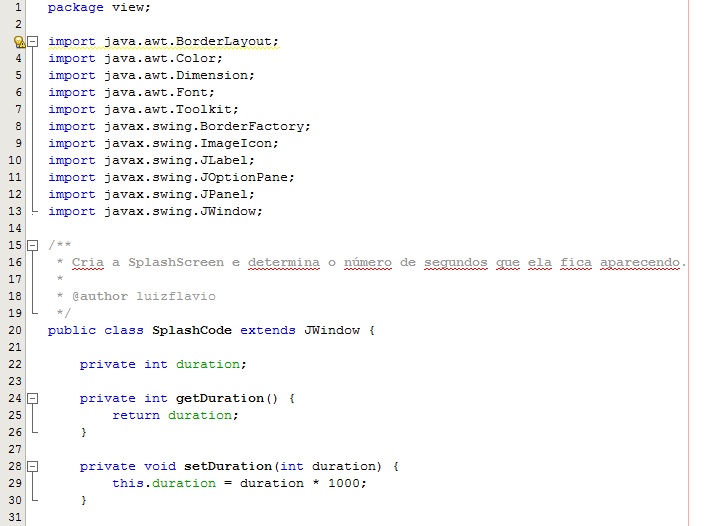 1 package view;
2
import java.awt.BorderLayout;
4 import java.awt.Color;
5 import java.awt.Dimension;
6 import java.awt.Font;
7 import java.awt.Toolkit;
8 import javax.swing.BorderFactory;
9 import javax.swing.ImageIcon;
10 import javax.swing.JLabel;
11 import javax.swing.JOptionPane;
12 import javax.swing.JPanel;
13 import javax.swing.JWindow;
14
15 /**
16 * Cria a SplashScreen e determina o número de segundos que ela fica aparecendo.
17 *
18 * @author luizflavio
19 */
20 public class SplashCode extends JWindow {
21
22 private int duration;
23
24 private int getDuration() {
25 return duration;
26 }
27
28 private void setDuration(int duration) {
29 this.duration = duration * 1000;
30 }
31